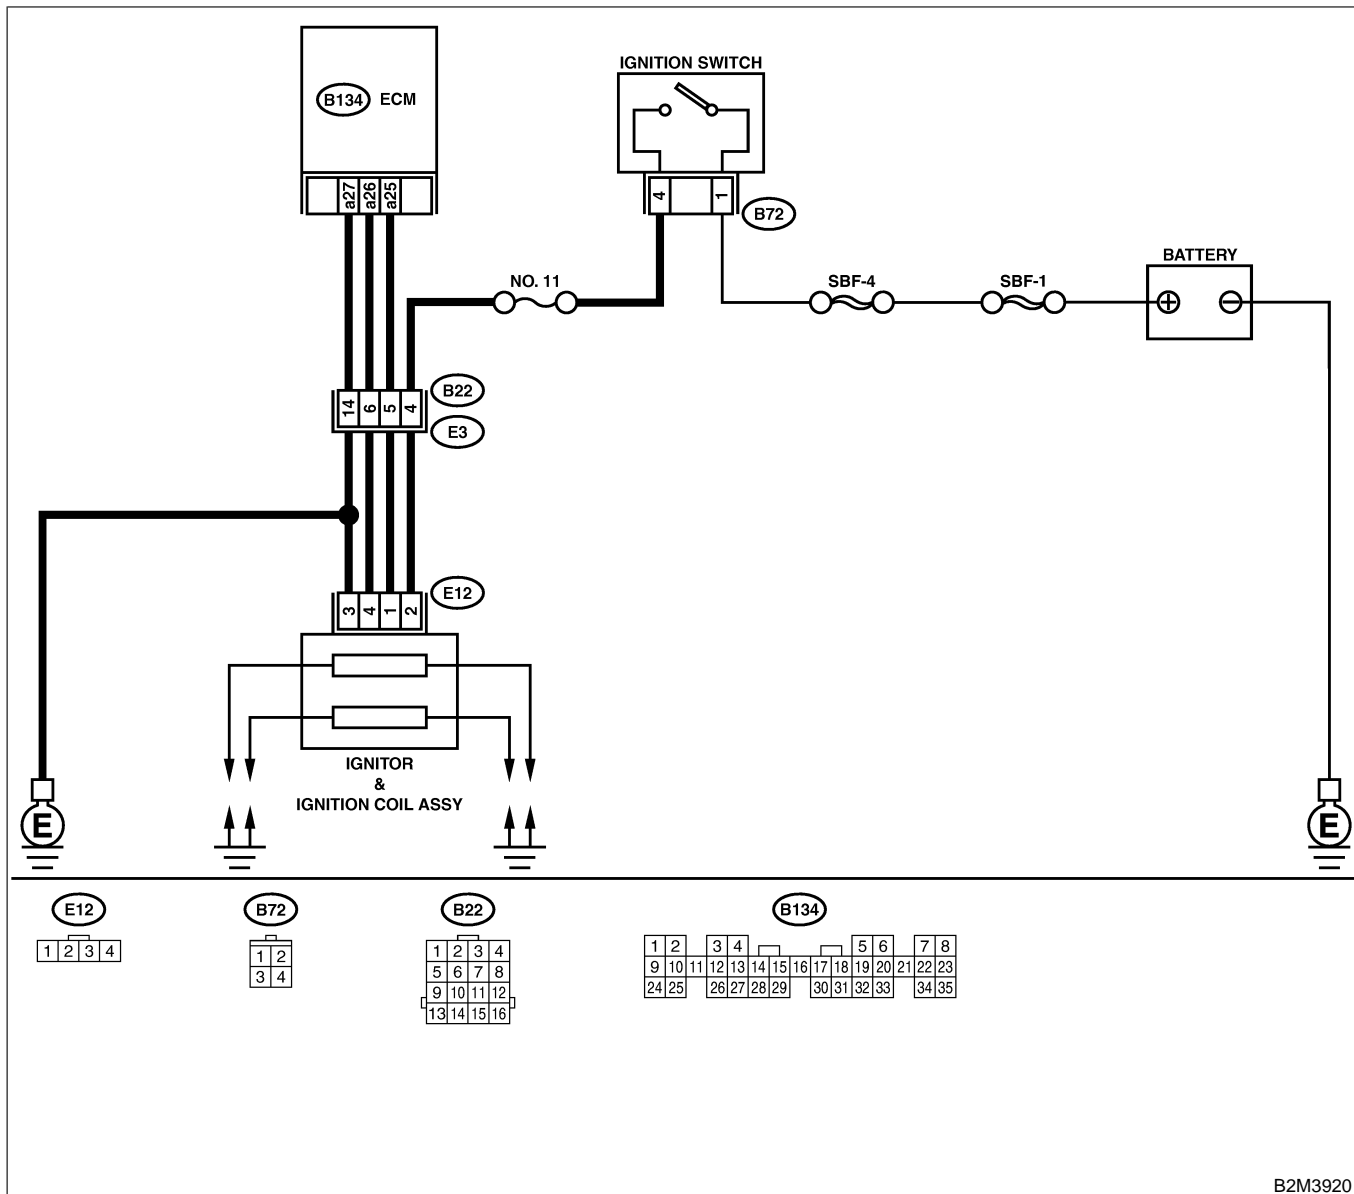 IGNITION SWITCH
B134 ECM
a27 a26 a25
4 1
B72
NO. 11
SBF-4
SBF-1
BATTERY
+ −
14 6 5 4
B22
E3
E12
3 4 1 2
IGNITOR
&
IGNITION COIL ASSY
E
E
E12
1 2 3 4
B72
1 2
3 4
B22
1 2 3 4
5 6 7 8
9 10 11 12
13 14 15 16
B134
1 2 3 4 5 6 7 8
9 10 11 12 13 14 15 16 17 18 19 20 21 22 23
24 25 26 27 28 29 30 31 32 33 34 35
B2M3920